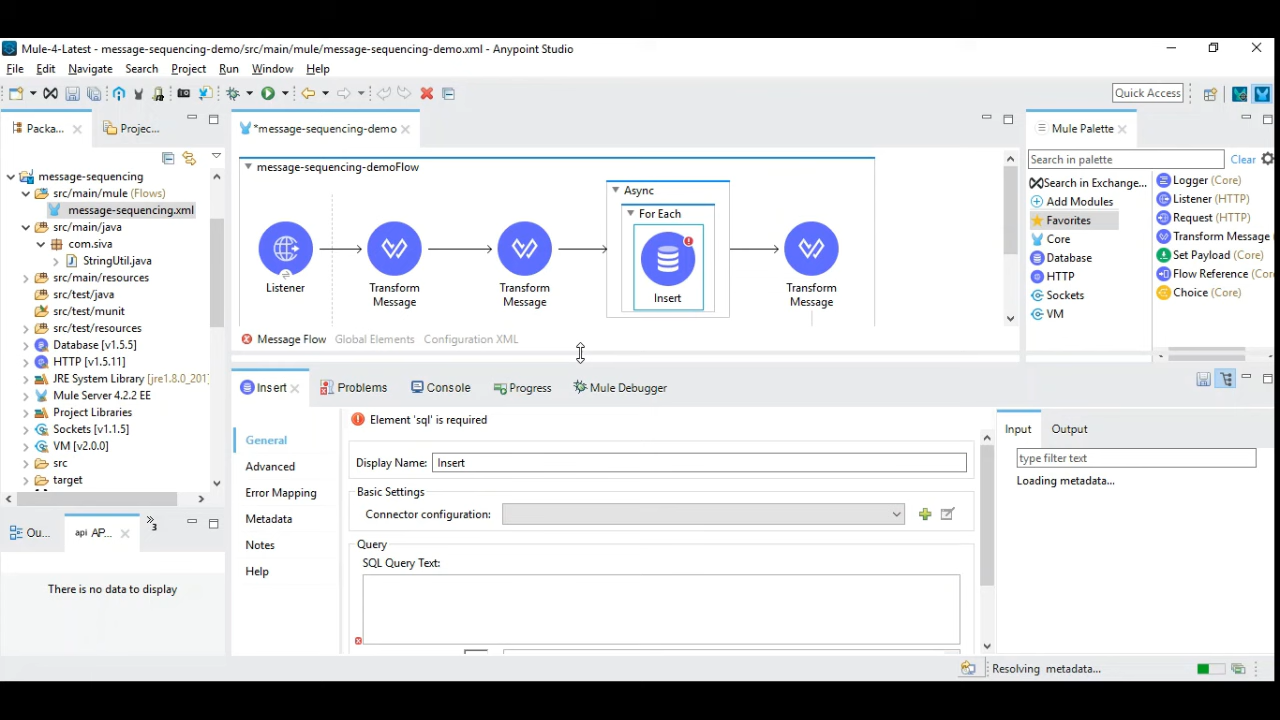 Mule-4-Latest - message-sequencing-demo/src/main/mule/message-sequencing-demo.xml - Anypoint Studio
File Edit Navigate Search Project Run Window Help
Quick Access
Packa...
Projec...
*message-sequencing-demo
Mule Palette
message-sequencing
src/main/mule (Flows)
message-sequencing.xml
src/main/java
com.siva
StringUtil.java
src/main/resources
src/test/java
src/test/munit
src/test/resources
Database [v1.5.5]
HTTP [v1.5.11]
JRE System Library [jre1.8.0_201]
Mule Server 4.2.2 EE
Project Libraries
Sockets [v1.1.5]
VM [v2.0.0]
src
target
Ou...
api AP...
3
There is no data to display
message-sequencing-demoFlow
Async
For Each
Listener
Transform
Message
Transform
Message
Insert
Transform
Message
Message Flow Global Elements Configuration XML
Search in palette
Clear
Search in Exchange...
Add Modules
Favorites
Core
Database
HTTP
Sockets
VM
Logger (Core)
Listener (HTTP)
Request (HTTP)
Transform Message
Set Payload (Core)
Flow Reference (Cor
Choice (Core)
Insert
Problems
Console
Progress
Mule Debugger
Element 'sql' is required
General
Advanced
Error Mapping
Metadata
Notes
Help
Display Name: Insert
Basic Settings
Connector configuration:
Query
SQL Query Text:
Input Output
type filter text
Loading metadata...
Resolving metadata...